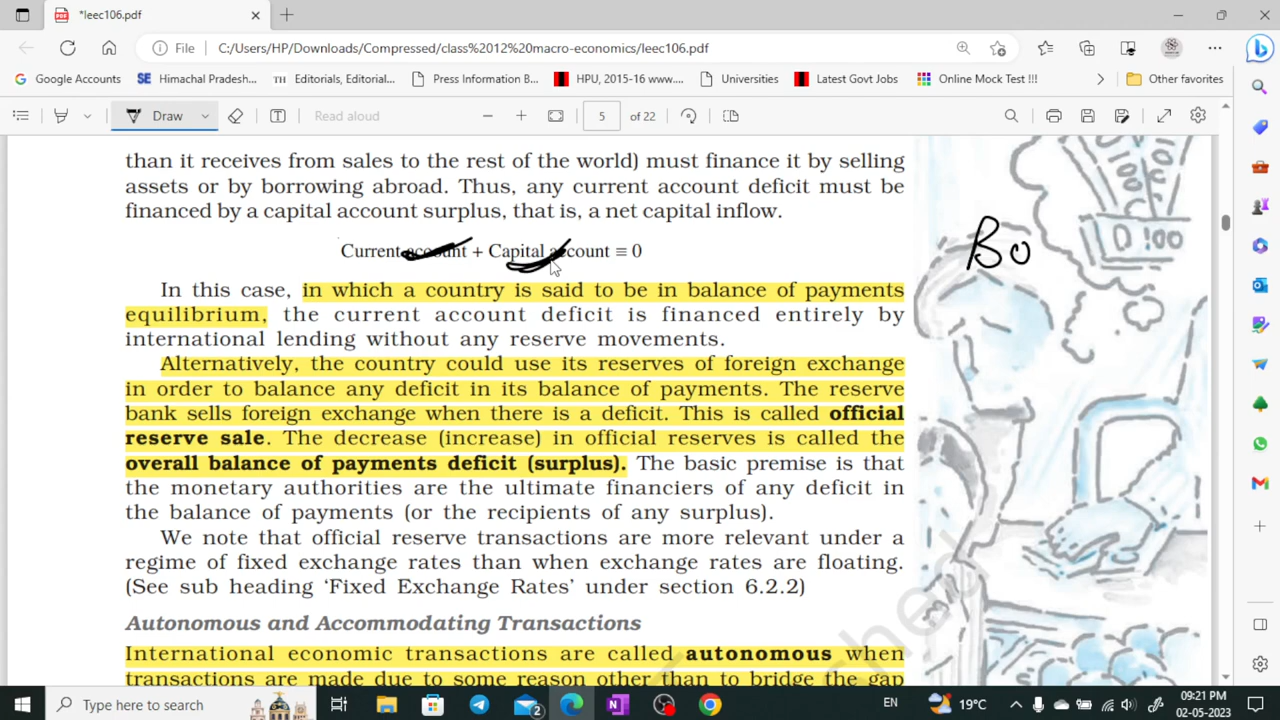 *leec106.pdf
File
C:/Users/HP/Downloads/Compressed/class%2012%20macro-economics/leec106.pdf
Google Accounts
SE Himachal Pradesh...
TH Editorials, Editorial...
Press Information B...
HPU, 2015-16 www....
Universities
Latest Govt Jobs
Online Mock Test !!!
Other favorites
Draw
Read aloud
5 of 22
than it receives from sales to the rest of the world) must finance it by selling
assets or by borrowing abroad. Thus, any current account deficit must be
financed by a capital account surplus, that is, a net capital inflow.
Current account + Capital account ≡ 0
Bo
D !00
In this case, in which a country is said to be in balance of payments
equilibrium, the current account deficit is financed entirely by
international lending without any reserve movements.
Alternatively, the country could use its reserves of foreign exchange
in order to balance any deficit in its balance of payments. The reserve
bank sells foreign exchange when there is a deficit. This is called official
reserve sale. The decrease (increase) in official reserves is called the
overall balance of payments deficit (surplus). The basic premise is that
the monetary authorities are the ultimate financiers of any deficit in
the balance of payments (or the recipients of any surplus).
We note that official reserve transactions are more relevant under a
regime of fixed exchange rates than when exchange rates are floating.
(See sub heading ‘Fixed Exchange Rates’ under section 6.2.2)
Autonomous and Accommodating Transactions
International economic transactions are called autonomous when
transactions are made due to some reason other than to bridge the gap
Type here to search
2
19°C
EN
09:21 PM
02-05-2023